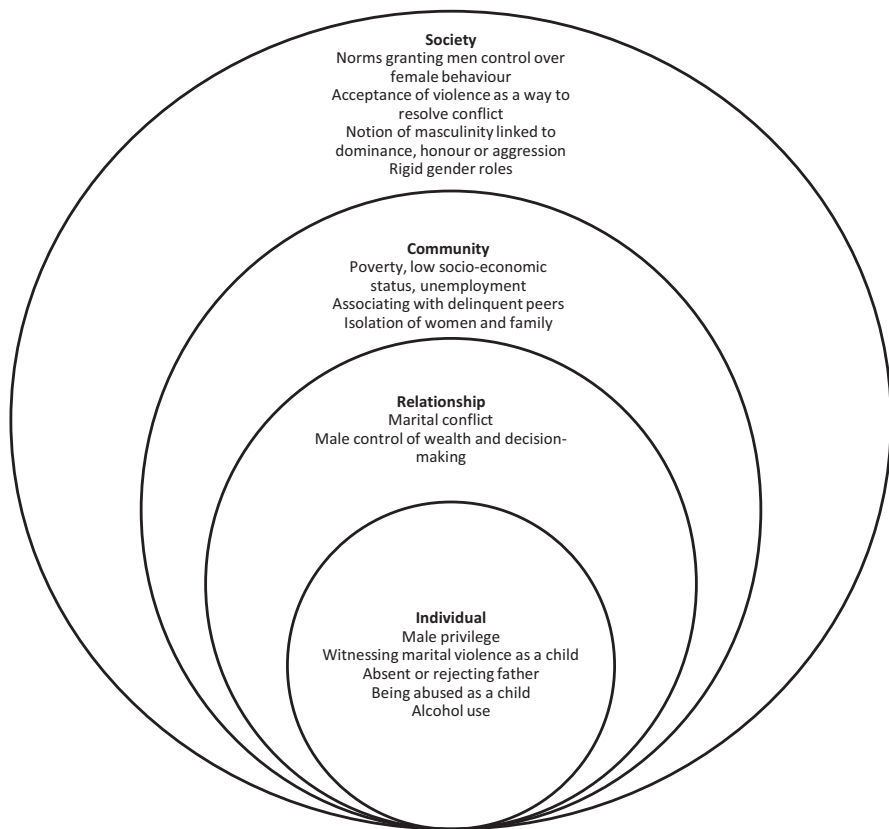 Society
Norms granting men control over
female behaviour
Acceptance of violence as a way to
resolve conflict
Notion of masculinity linked to
dominance, honour or aggression
Rigid gender roles
Community
Poverty, low socio-economic
status, unemployment
Associating with delinquent peers
Isolation of women and family
Relationship
Marital conflict
Male control of wealth and decision-
making
Individual
Male privilege
Witnessing marital violence as a child
Absent or rejecting father
Being abused as a child
Alcohol use